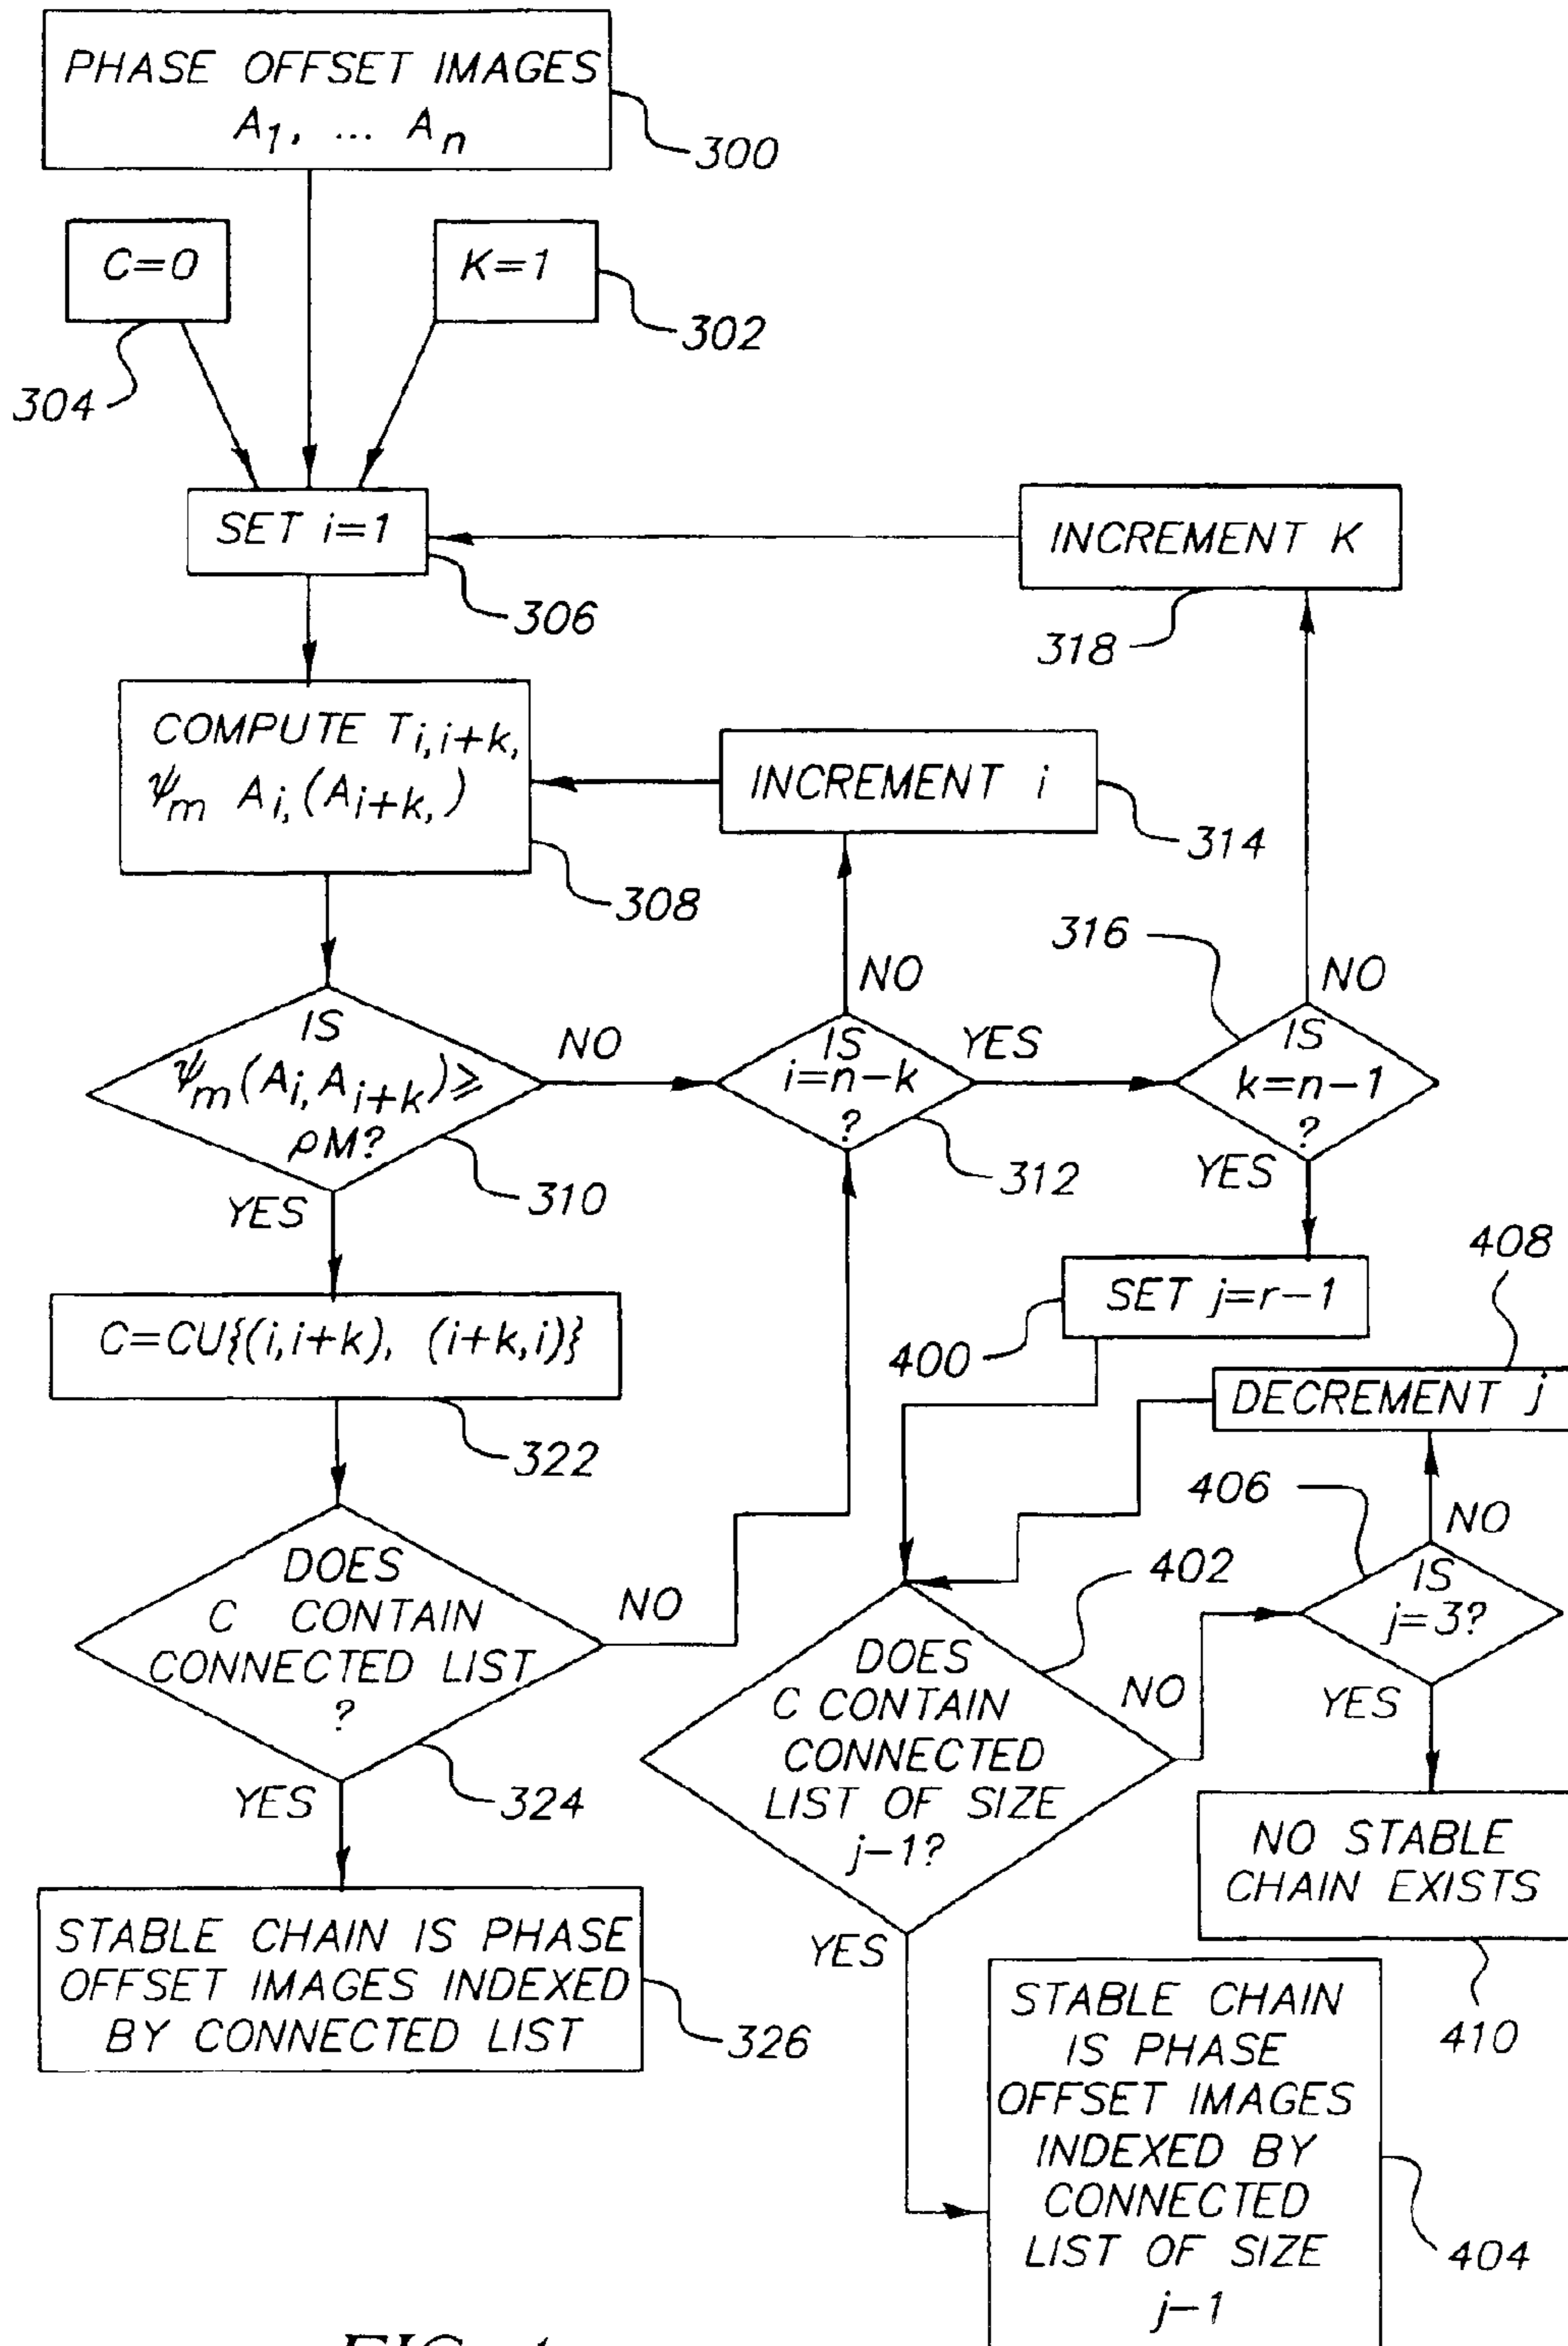 PHASE OFFSET IMAGES
A1, ... An
300
C=0
K=1
302
304
SET i=1
306
INCREMENT K
318
COMPUTE Ti,i+k,
ψm Ai,(Ai+k,)
308
INCREMENT i
314
316
NO
NO
IS
ψm(Ai,Ai+k)≥
ρM?
310
NO
YES
IS
i=n-k
?
312
YES
IS
k=n-1
?
YES
SET j=r-1
400
408
DECREMENT j
C=CU{(i,i+k), (i+k,i)}
322
406
NO
IS
j=3?
YES
DOES
C CONTAIN
CONNECTED LIST
?
324
NO
YES
402
DOES
C CONTAIN
CONNECTED
LIST OF SIZE
j-1?
NO
YES
NO STABLE
CHAIN EXISTS
410
STABLE CHAIN IS PHASE
OFFSET IMAGES INDEXED
BY CONNECTED LIST
326
STABLE CHAIN
IS PHASE
OFFSET IMAGES
INDEXED BY
CONNECTED
LIST OF SIZE
j-1
404